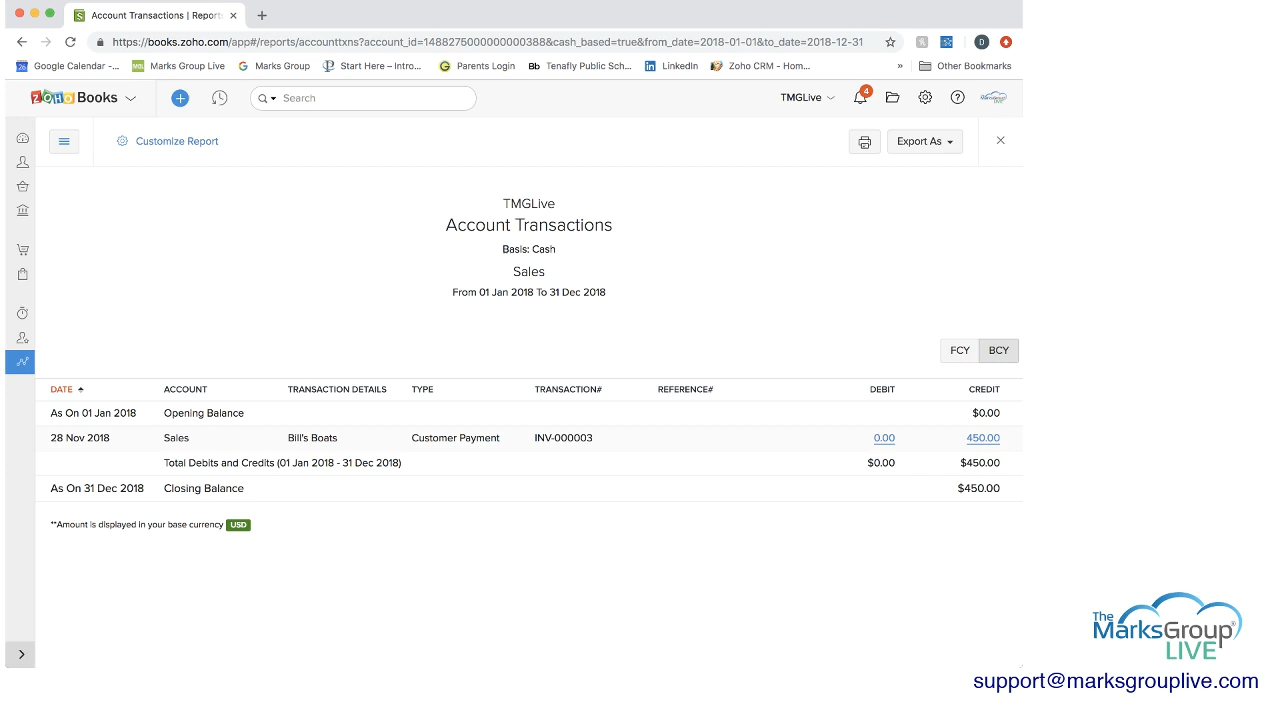 Account Transactions | Reports
https://books.zoho.com/app#/reports/accounttxns?account_id=1488275000000000388&cash_based=true&from_date=2018-01-01&to_date=2018-12-31
D
26 Google Calendar -... MGL Marks Group Live G Marks Group Start Here – Intro... G Parents Login Bb Tenafly Public Sch... in LinkedIn Zoho CRM - Hom... » Other Bookmarks
ZOHO Books Search TMGLive 4
Customize Report Export As
TMGLive
Account Transactions
Basis: Cash
Sales
From 01 Jan 2018 To 31 Dec 2018
FCY BCY
DATE ACCOUNT TRANSACTION DETAILS TYPE TRANSACTION# REFERENCE# DEBIT CREDIT
As On 01 Jan 2018 Opening Balance $0.00
28 Nov 2018 Sales Bill's Boats Customer Payment INV-000003 0.00 450.00
Total Debits and Credits (01 Jan 2018 - 31 Dec 2018) $0.00 $450.00
As On 31 Dec 2018 Closing Balance $450.00
**Amount is displayed in your base currency USD
The
MarksGroup®
LIVE
support@marksgrouplive.com